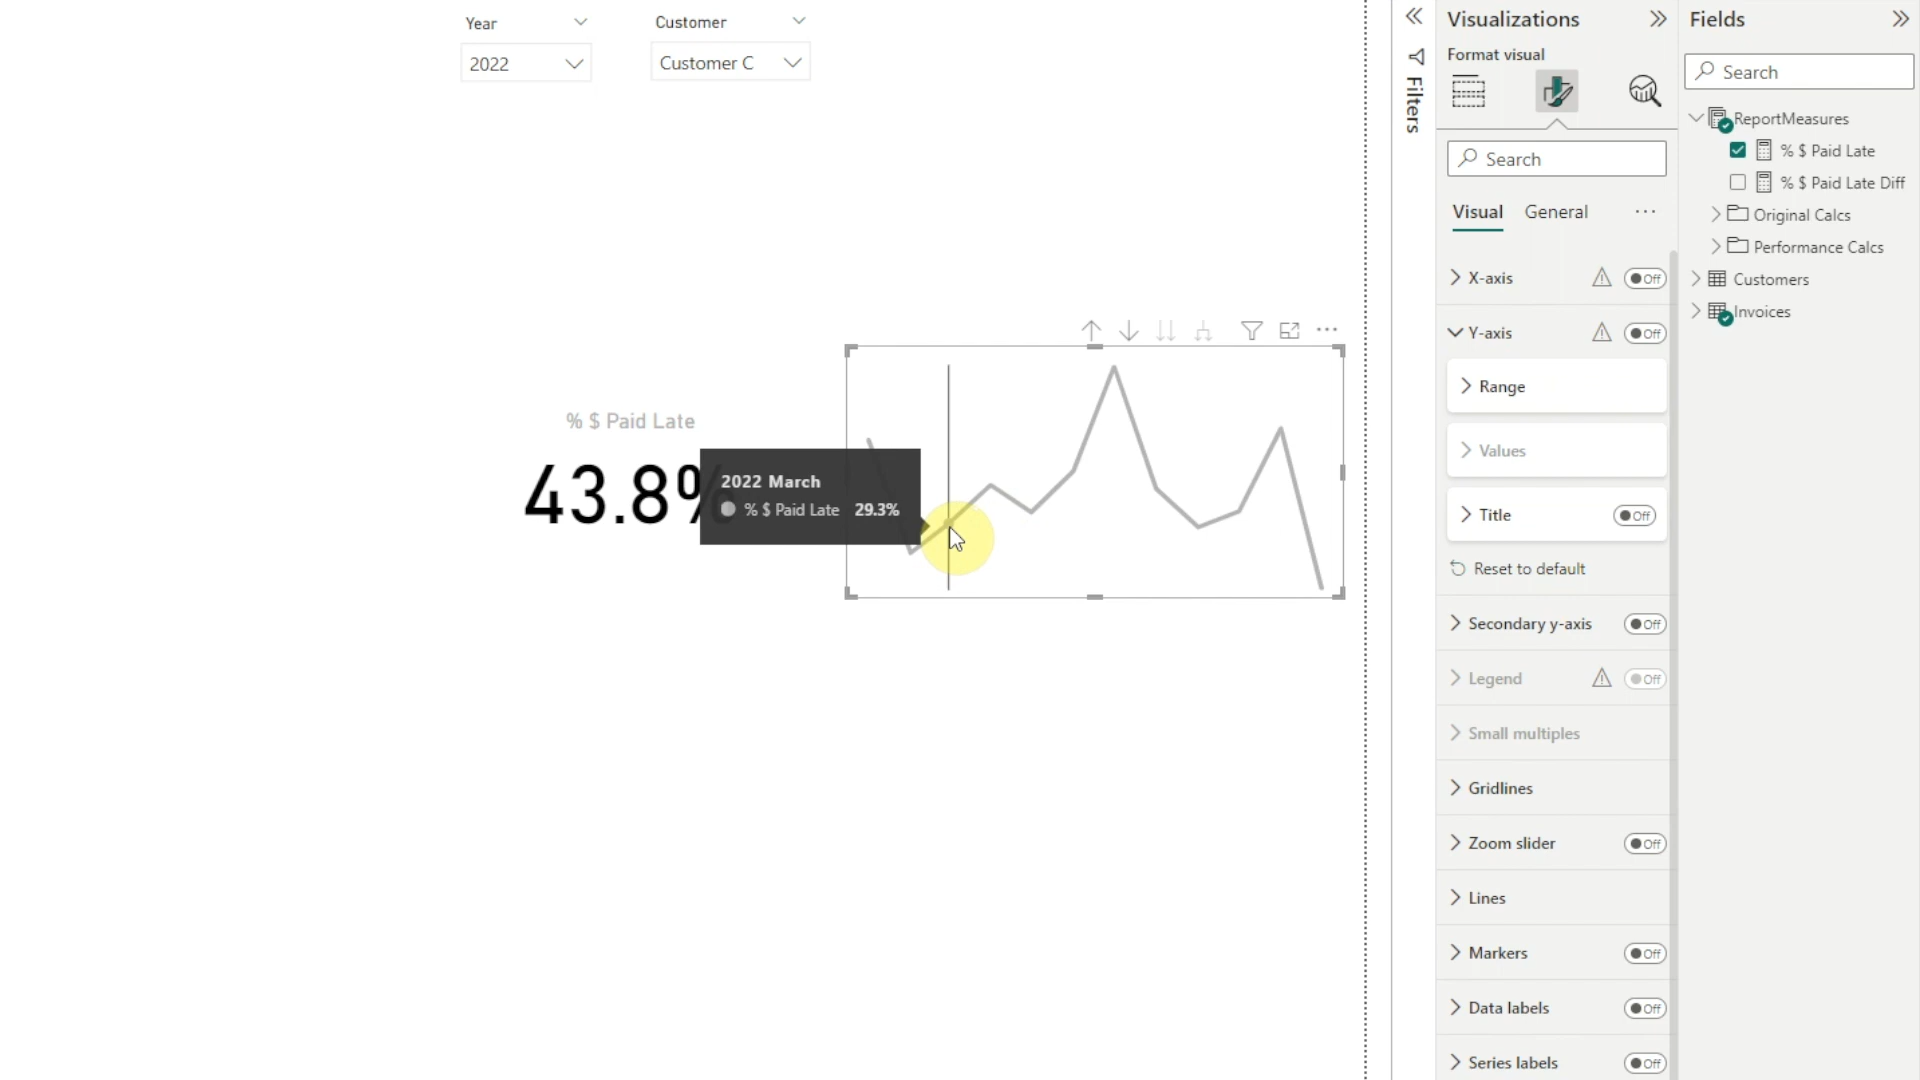 Year
2022
Customer
Customer C
% $ Paid Late
43.8%
2022 March
% $ Paid Late 29.3%
Filters
Visualizations
Format visual
Search
Visual General
X-axis Off
Y-axis Off
Range
Values
Title Off
Reset to default
Secondary y-axis Off
Legend Off
Small multiples
Gridlines
Zoom slider Off
Lines
Markers Off
Data labels Off
Series labels Off
Fields
Search
ReportMeasures
% $ Paid Late
% $ Paid Late Diff
Original Calcs
Performance Calcs
Customers
Invoices